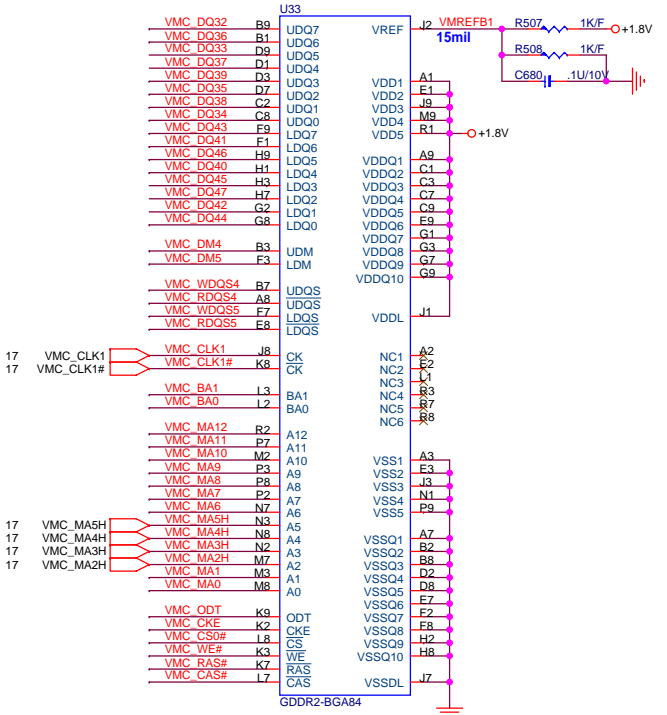 U33
VMC_DQ32 B9 UDQ7 VREF J2 VMREFB1 R507 1K/F +1.8V
VMC_DQ36 B1 UDQ6 15mil
VMC_DQ33 D9 UDQ5 R508 1K/F
VMC_DQ37 D1 UDQ4
VMC_DQ39 D3 UDQ3 VDD1 A1 C680 .1U/10V
VMC_DQ35 D7 UDQ2 VDD2 E1
VMC_DQ38 C2 UDQ1 VDD3 J9
VMC_DQ34 C8 UDQ0 VDD4 M9
VMC_DQ43 F9 LDQ7 VDD5 R1 +1.8V
VMC_DQ41 F1 LDQ6
VMC_DQ46 H9 LDQ5 VDDQ1 A9
VMC_DQ40 H1 LDQ4 VDDQ2 C1
VMC_DQ45 H3 LDQ3 VDDQ3 C3
VMC_DQ47 H7 LDQ2 VDDQ4 C7
VMC_DQ42 G2 LDQ1 VDDQ5 C9
VMC_DQ44 G8 LDQ0 VDDQ6 E9
VDDQ7 G1
VMC_DM4 B3 UDM VDDQ8 G3
VMC_DM5 F3 LDM VDDQ9 G7
VDDQ10 G9
VMC_WDQS4 B7 UDQS
VMC_RDQS4 A8 UDQS
VMC_WDQS5 F7 LDQS VDDL J1
VMC_RDQS5 E8 LDQS
17 VMC_CLK1 VMC_CLK1 J8 CK NC1 A2
17 VMC_CLK1# VMC_CLK1# K8 CK NC2 E2
NC3 L1
VMC_BA1 L3 BA1 NC4 R3
VMC_BA0 L2 BA0 NC5 R7
NC6 R8
VMC_MA12 R2 A12
VMC_MA11 P7 A11
VMC_MA10 M2 A10 VSS1 A3
VMC_MA9 P3 A9 VSS2 E3
VMC_MA8 P8 A8 VSS3 J3
VMC_MA7 P2 A7 VSS4 N1
VMC_MA6 N7 A6 VSS5 P9
17 VMC_MA5H VMC_MA5H N3 A5
17 VMC_MA4H VMC_MA4H N8 A4 VSSQ1 A7
17 VMC_MA3H VMC_MA3H N2 A3 VSSQ2 B2
17 VMC_MA2H VMC_MA2H M7 A2 VSSQ3 B8
VMC_MA1 M3 A1 VSSQ4 D2
VMC_MA0 M8 A0 VSSQ5 D8
VSSQ6 E7
VMC_ODT K9 ODT VSSQ7 F2
VMC_CKE K2 CKE VSSQ8 F8
VMC_CS0# L8 CS VSSQ9 H2
VMC_WE# K3 WE VSSQ10 H8
VMC_RAS# K7 RAS
VMC_CAS# L7 CAS VSSDL J7
GDDR2-BGA84